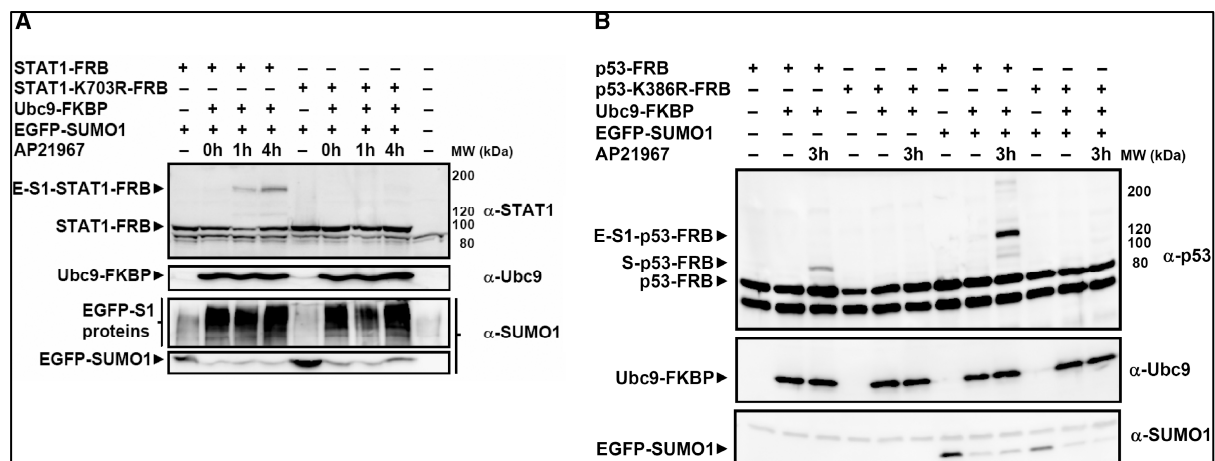 A
STAT1-FRB + + + + – – – – –
STAT1-K703R-FRB – – – – + + + + –
Ubc9-FKBP – + + + – + + + –
EGFP-SUMO1 + + + + + + + + –
AP21967 – 0h 1h 4h – 0h 1h 4h – MW (kDa)
E-S1-STAT1-FRB
200
120
STAT1-FRB
100
80
α-STAT1
Ubc9-FKBP
α-Ubc9
EGFP-S1
proteins
α-SUMO1
EGFP-SUMO1
B
p53-FRB + + + – – – + + + – – –
p53-K386R-FRB – – – + + + – – – + + +
Ubc9-FKBP – + + – + + – + + – + +
EGFP-SUMO1 – – – – – – + + + + + +
AP21967 – – 3h – – 3h – – 3h – – 3h MW (kDa)
200
E-S1-p53-FRB
120
100
S-p53-FRB
80
p53-FRB
α-p53
Ubc9-FKBP
α-Ubc9
EGFP-SUMO1
α-SUMO1